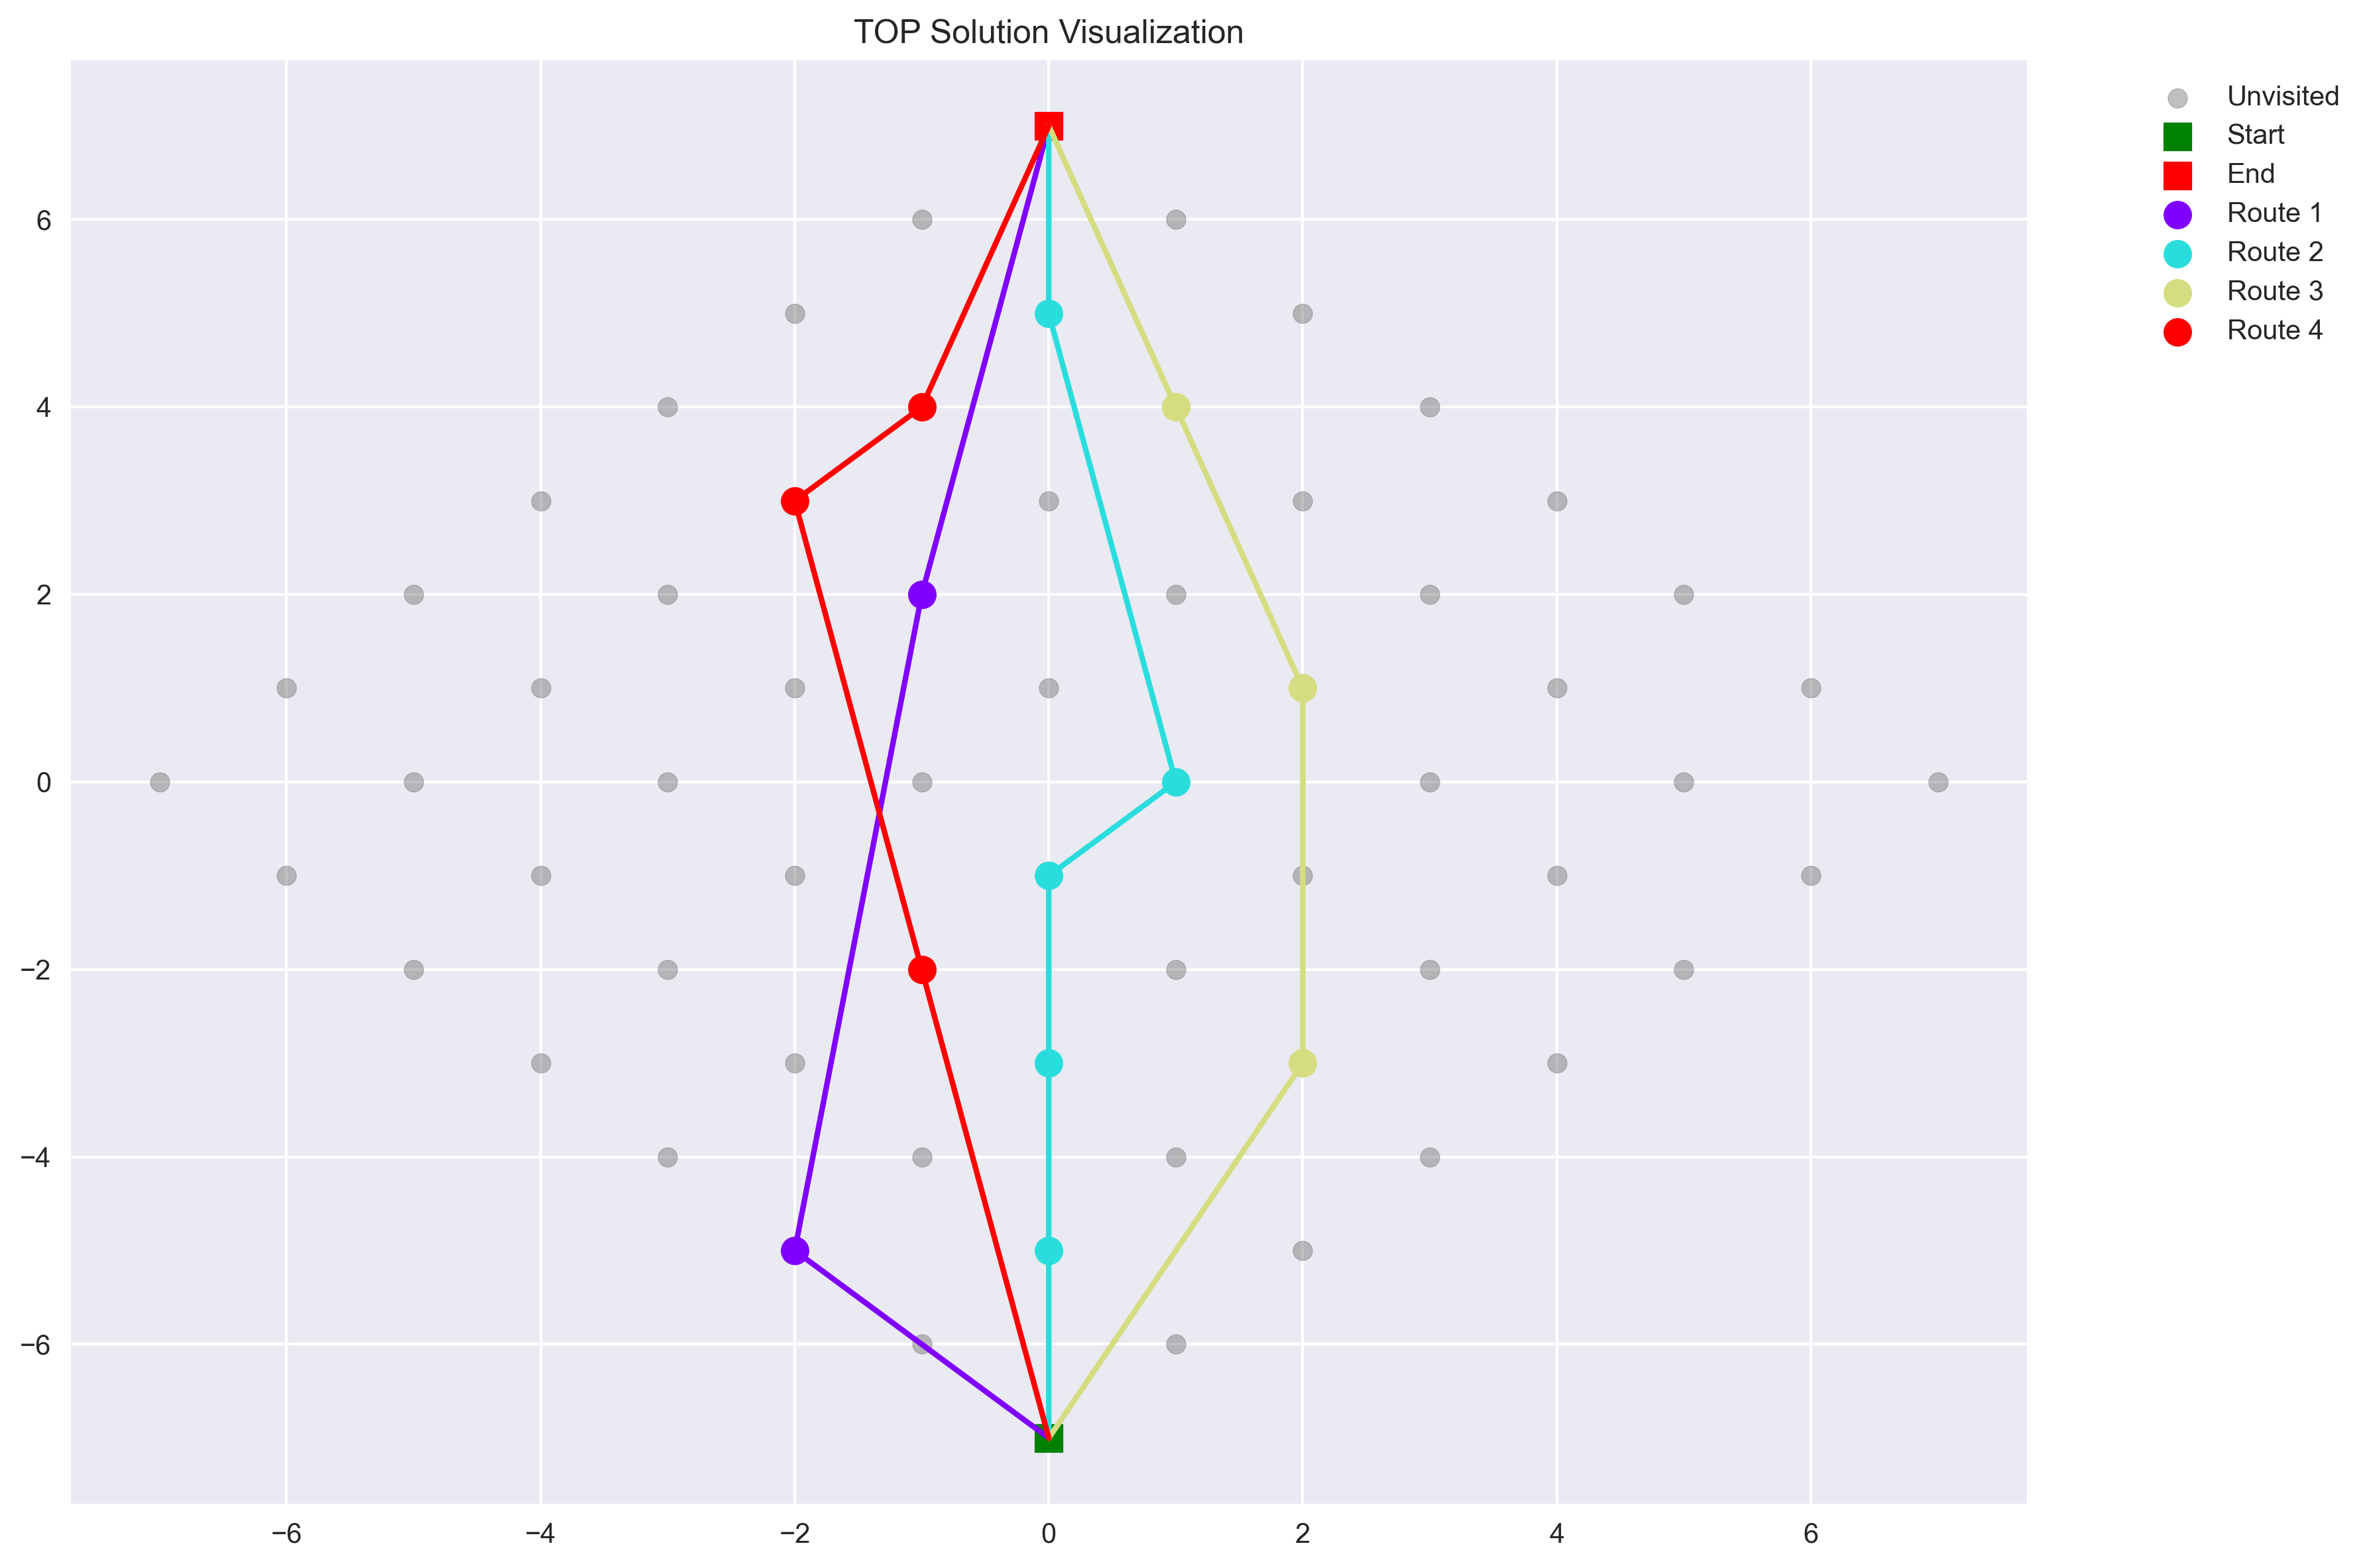 TOP Solution Visualization
Unvisited
Start
End
Route 1
Route 2
Route 3
Route 4
6
4
2
0
−2
−4
−6
−6 −4 −2 0 2 4 6